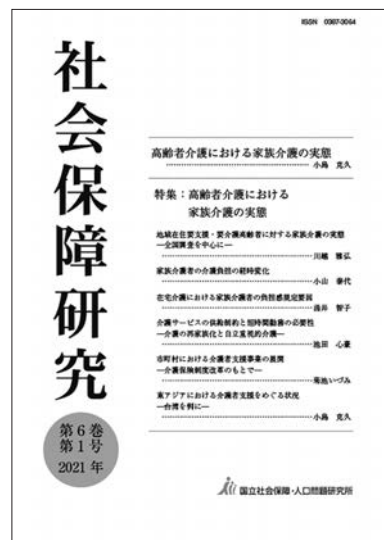 ISSN 0387-3064
社会保障研究
第6巻
第1号
2021年
高齢者介護における家族介護の実態
小島 克久
特集：高齢者介護における
家族介護の実態
地域在住要支援・要介護高齢者に対する家族介護の実態
―全国調査を中心に―
川越 雅弘
家族介護者の介護負担の経時変化
小山 泰代
在宅介護における家族介護者の負担感規定要因
涌井 智子
介護サービスの供給制約と短時間勤務の必要性
―介護の再家族化と自立重視的介護―
池田 心豪
市町村における介護者支援事業の展開
―介護保険制度改革のもとで―
菊池いづみ
東アジアにおける介護者支援をめぐる状況
―台湾を例に―
小島 克久
国立社会保障・人口問題研究所